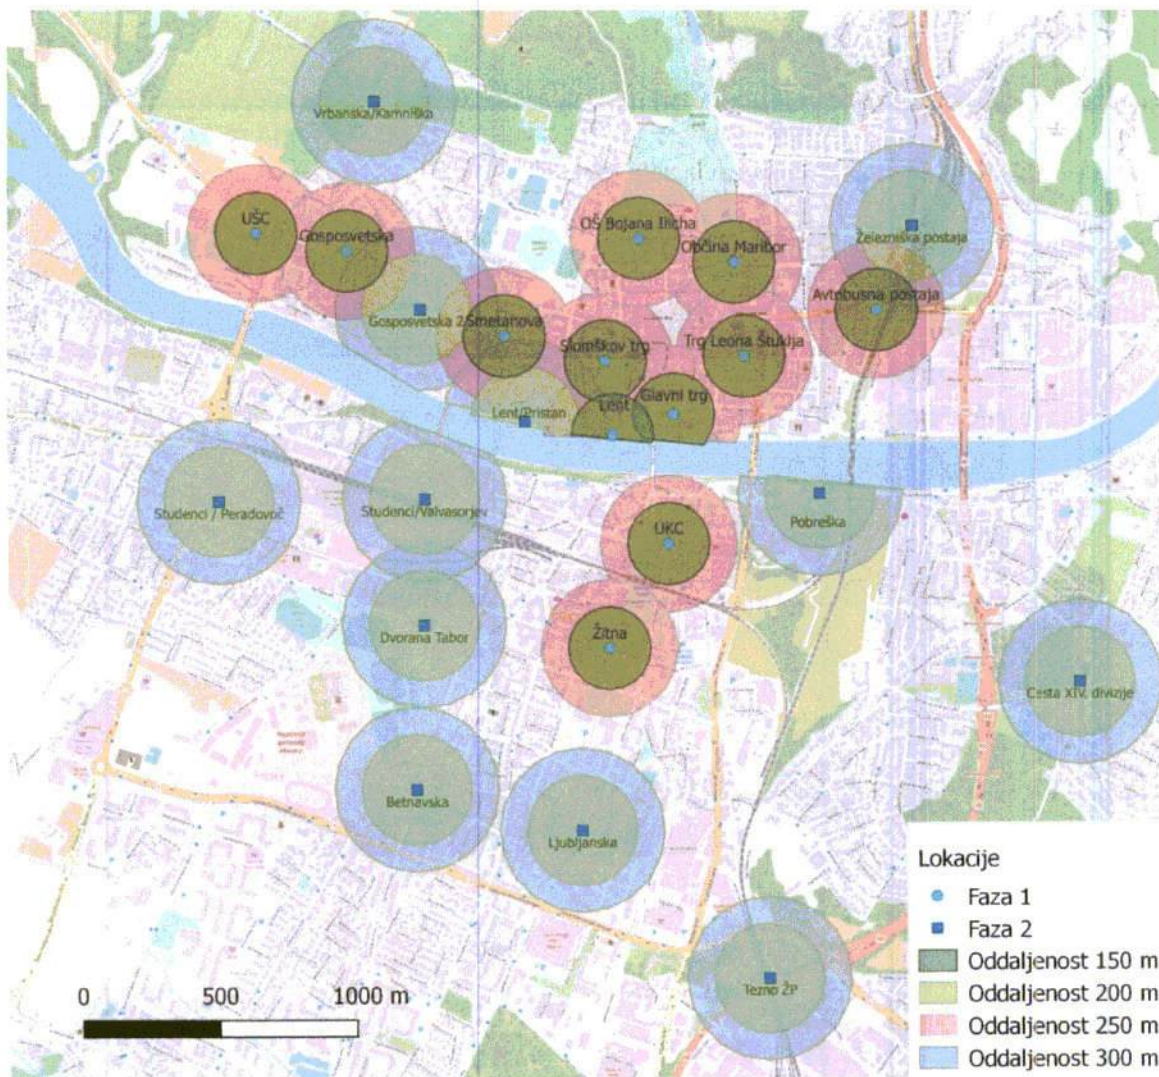 Vrbanska/Kamniška
UŠC
Gosposvetska
OŠ Bojana Ilicha
Občina Maribor
Železniška postaja
Avtobusna postaja
Gosposvetska 2
Smetanova
Slomškov trg
Trg Leona Štuklja
Glavni trg
Lent
Lent/Pristan
Studenci / Peradovoč
Studenci/Valvasorjev
Pobreška
UKC
Dvorana Tabor
Žitna
Cesta XIV. divizije
Betnavska
Ljubljanska
Tezno ŽP
0 500 1000 m
Lokacije
Faza 1
Faza 2
Oddaljenost 150 m
Oddaljenost 200 m
Oddaljenost 250 m
Oddaljenost 300 m